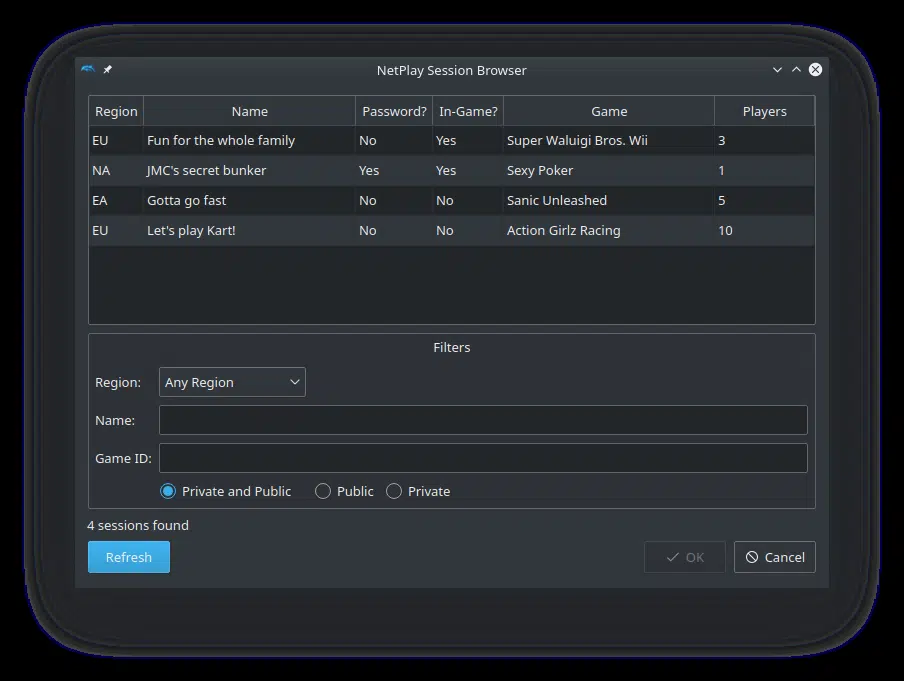 NetPlay Session Browser
Region Name Password? In-Game? Game Players
EU Fun for the whole family No Yes Super Waluigi Bros. Wii 3
NA JMC's secret bunker Yes Yes Sexy Poker 1
EA Gotta go fast No No Sanic Unleashed 5
EU Let's play Kart! No No Action Girlz Racing 10
Filters
Region: Any Region
Name:
Game ID:
Private and Public Public Private
4 sessions found
Refresh OK Cancel